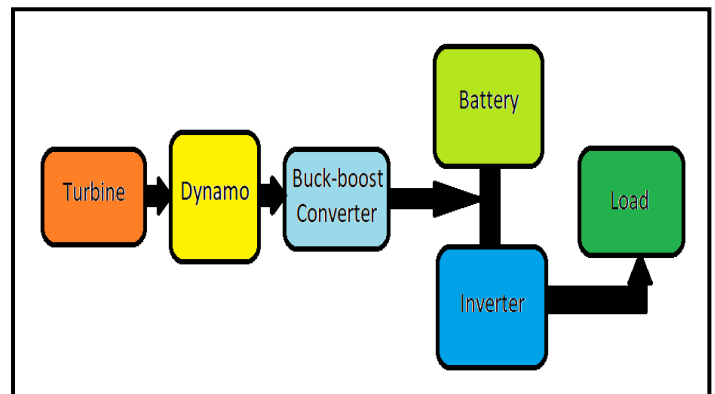 Turbine
Dynamo
Buck-boost
Converter
Battery
Inverter
Load